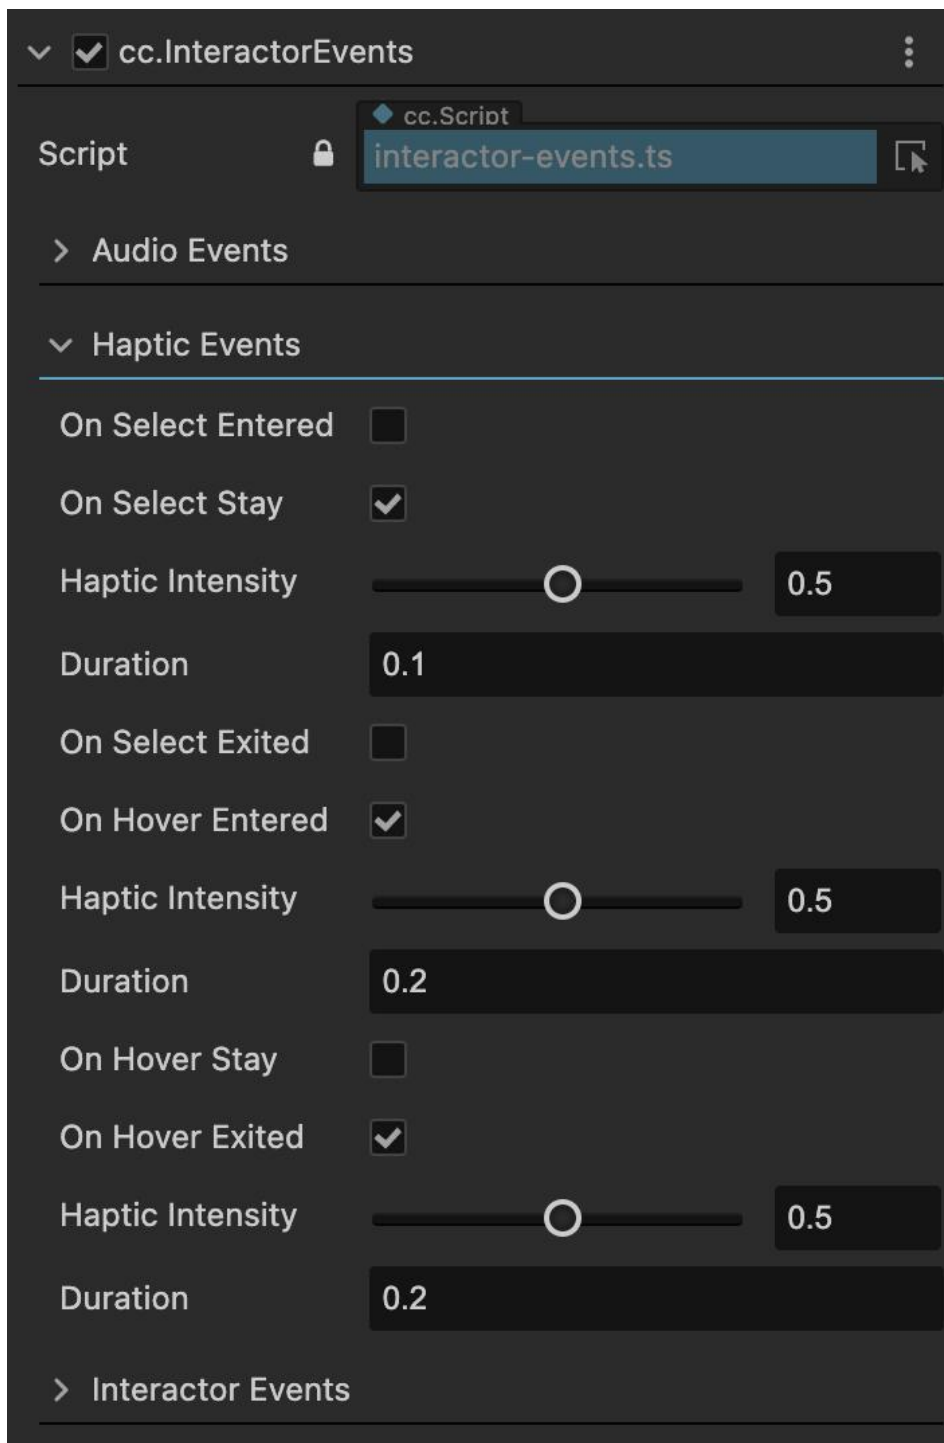 cc.InteractorEvents
cc.Script
Script interactor-events.ts
Audio Events
Haptic Events
On Select Entered
On Select Stay
Haptic Intensity 0.5
Duration 0.1
On Select Exited
On Hover Entered
Haptic Intensity 0.5
Duration 0.2
On Hover Stay
On Hover Exited
Haptic Intensity 0.5
Duration 0.2
Interactor Events